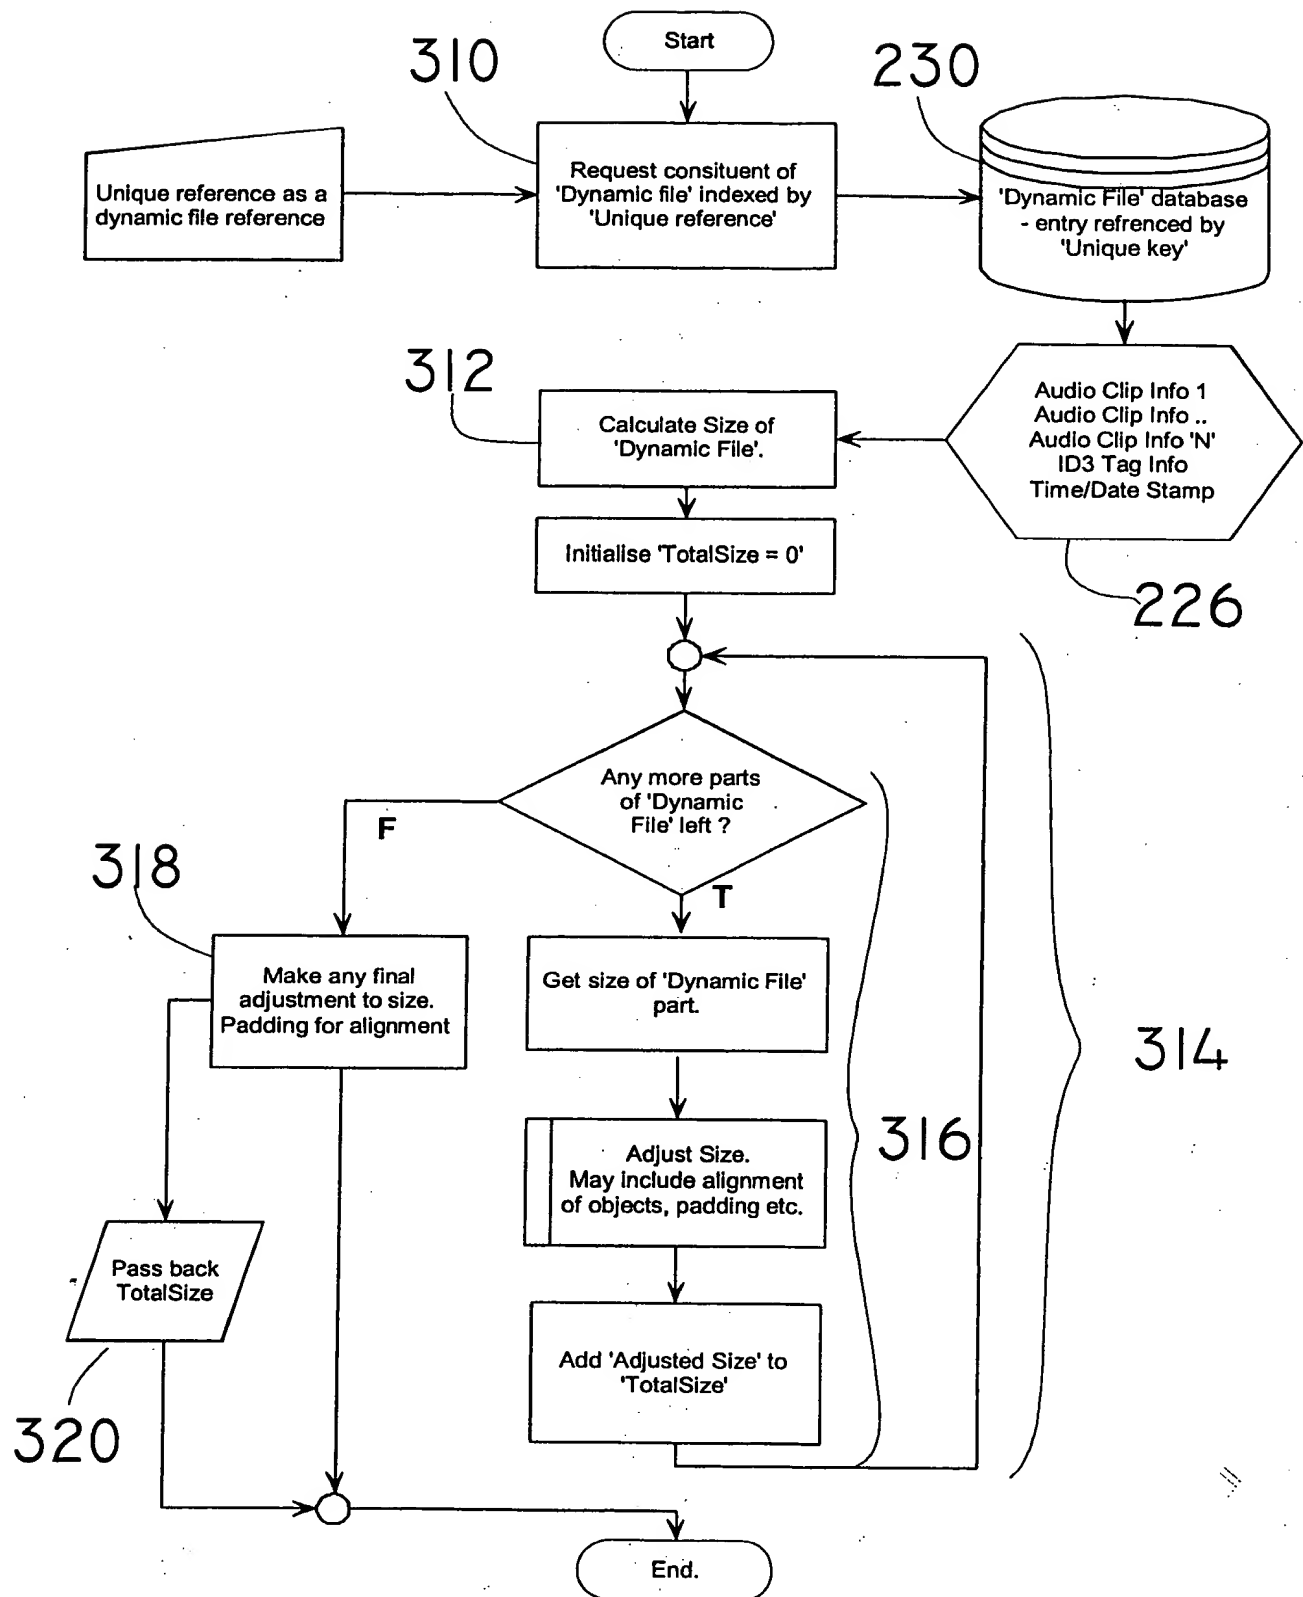 Start
310
230
Unique reference as a
dynamic file reference
Request consituent of
'Dynamic file' indexed by
'Unique reference'
'Dynamic File' database
- entry refrenced by
'Unique key'
312
Calculate Size of
'Dynamic File'.
Audio Clip Info 1
Audio Clip Info ..
Audio Clip Info 'N'
ID3 Tag Info
Time/Date Stamp
Initialise 'TotalSize = 0'
226
Any more parts
of 'Dynamic
File' left ?
F
T
318
Make any final
adjustment to size.
Padding for alignment
Get size of 'Dynamic File'
part.
314
316
Adjust Size.
May include alignment
of objects, padding etc.
Pass back
TotalSize
Add 'Adjusted Size' to
'TotalSize'
320
End.